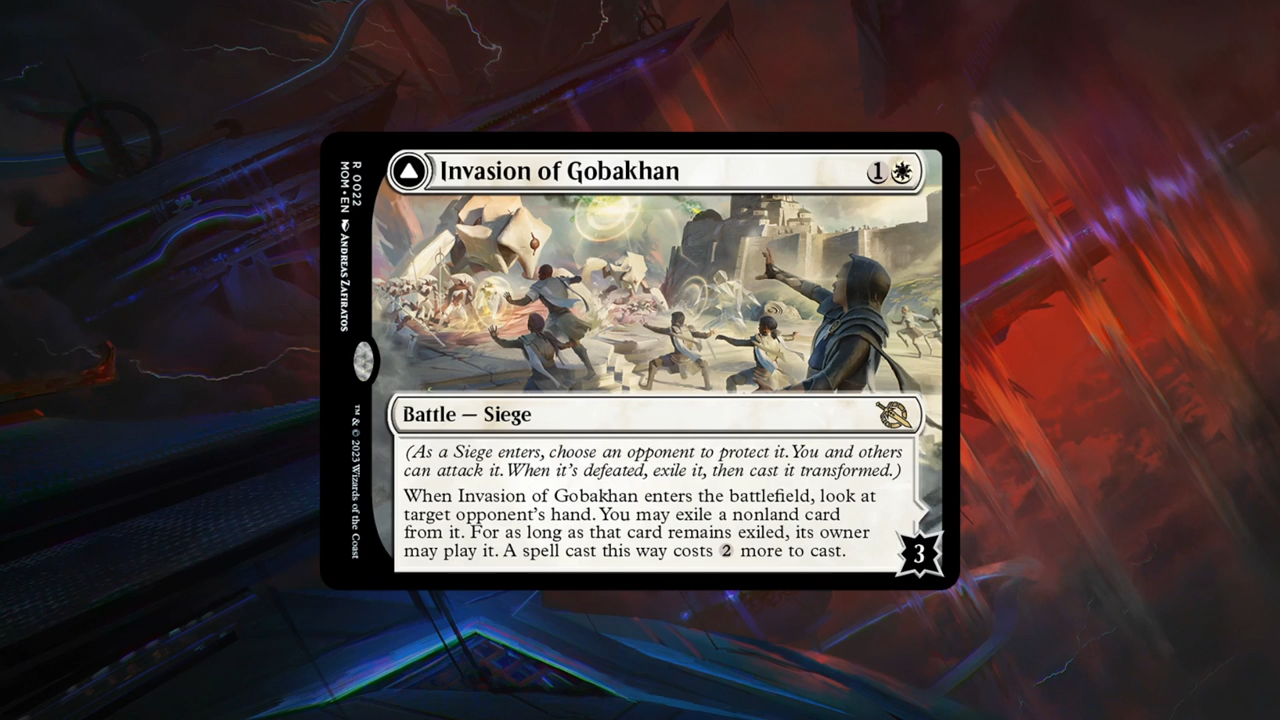 Invasion of Gobakhan
1
R 0022
MOM • EN ANDREAS ZAFIRATOS
Battle — Siege
(As a Siege enters, choose an opponent to protect it. You and others
can attack it. When it's defeated, exile it, then cast it transformed.)
When Invasion of Gobakhan enters the battlefield, look at
target opponent's hand. You may exile a nonland card
from it. For as long as that card remains exiled, its owner
may play it. A spell cast this way costs 2 more to cast.
3
™ & © 2023 Wizards of the Coast